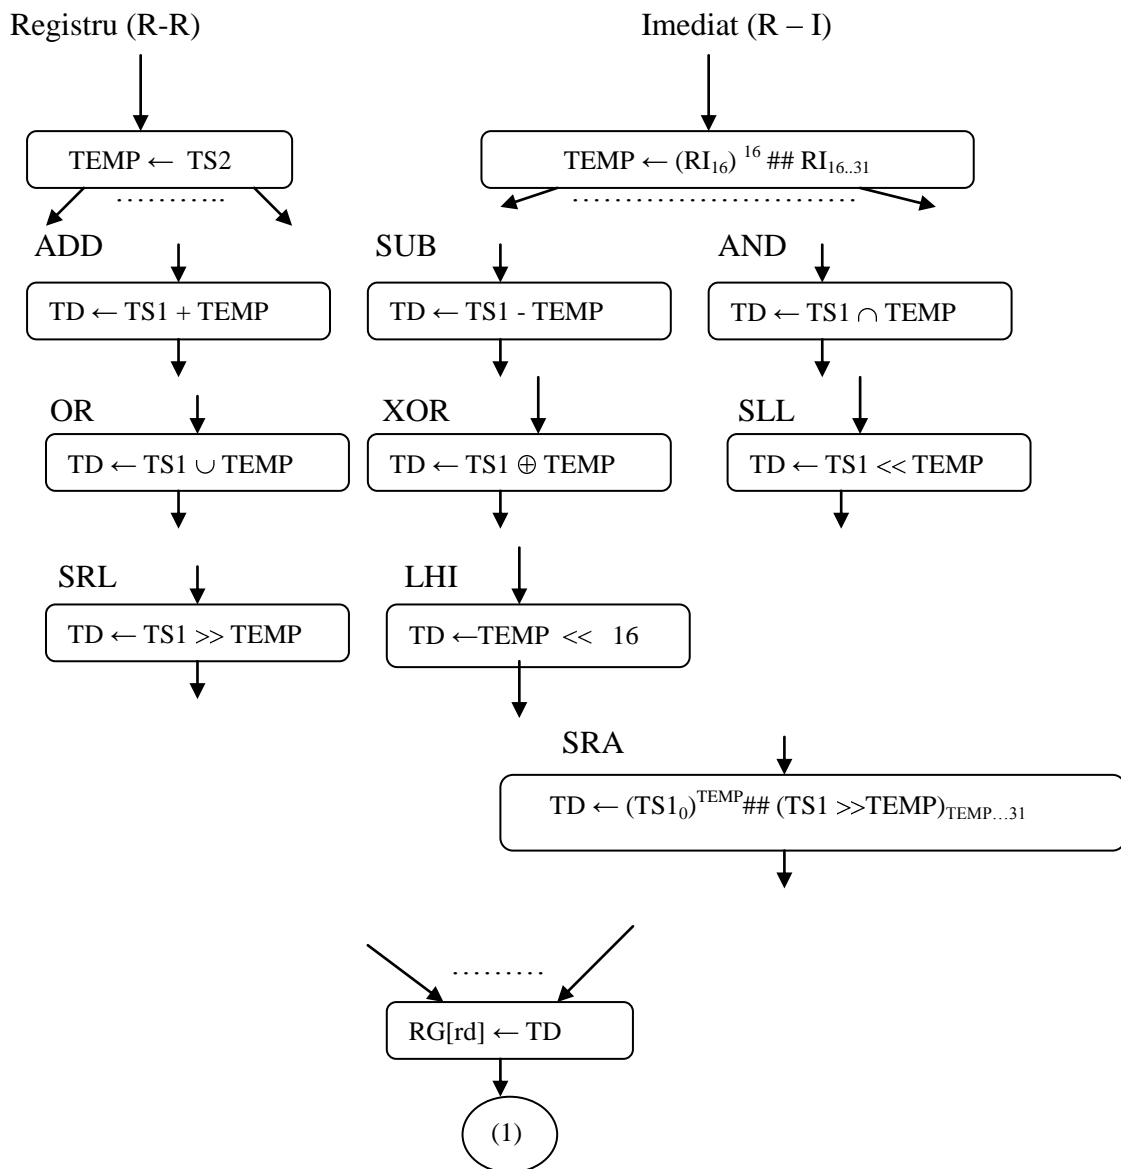 Registru (R-R) Imediat (R – I)
TEMP ← TS2
TEMP ← (RI₁₆) ¹⁶ ## RI₁₆..₃₁
. . . . . . . . . . .
. . . . . . . . . . . . . . . . . . . . . . . . .
ADD SUB AND
TD ← TS1 + TEMP
TD ← TS1 - TEMP
TD ← TS1 ∩ TEMP
OR XOR SLL
TD ← TS1 ∪ TEMP
TD ← TS1 ⊕ TEMP
TD ← TS1 << TEMP
SRL LHI
TD ← TS1 >> TEMP
TD ←TEMP << 16
SRA
TD ← (TS1₀)^TEMP## (TS1 >>TEMP)_TEMP…31
. . . . . . . . .
RG[rd] ← TD
(1)